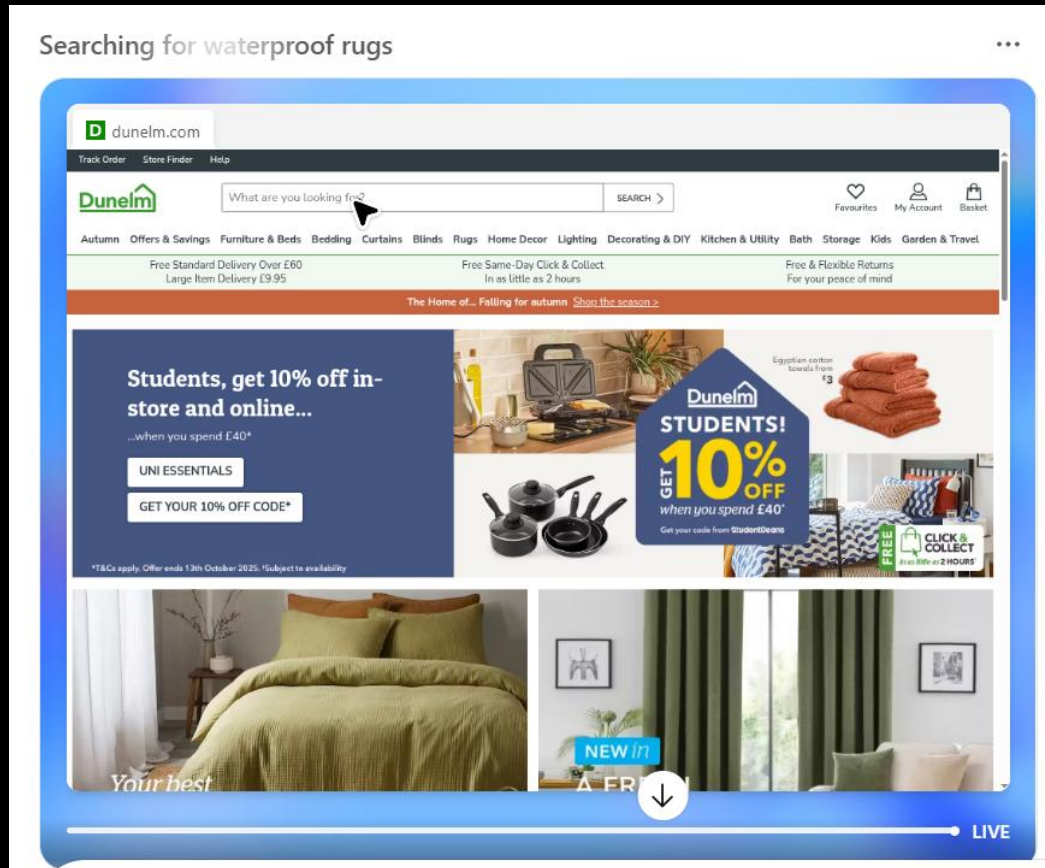 Searching for waterproof rugs
dunelm.com
Track Order Store Finder Help
Dunelm
What are you looking for?
SEARCH
Favourites My Account Basket
Autumn Offers & Savings Furniture & Beds Bedding Curtains Blinds Rugs Home Decor Lighting Decorating & DIY Kitchen & Utility Bath Storage Kids Garden & Travel
Free Standard Delivery Over £60
Large Item Delivery £9.95
Free Same-Day Click & Collect
In as little as 2 hours
Free & Flexible Returns
For your peace of mind
The Home of... Falling for autumn Shop the season >
Students, get 10% off in-
store and online...
...when you spend £40*
UNI ESSENTIALS
GET YOUR 10% OFF CODE*
*T&Cs apply. Offer ends 13th October 2025. †Subject to availability
Egyptian cotton
towels from
£3
Dunelm
STUDENTS!
GET 10% OFF
when you spend £40*
Get your code from StudentBeans
FREE
CLICK &
COLLECT
in as little as 2 HOURS†
Your best
NEW in
A FR
LIVE